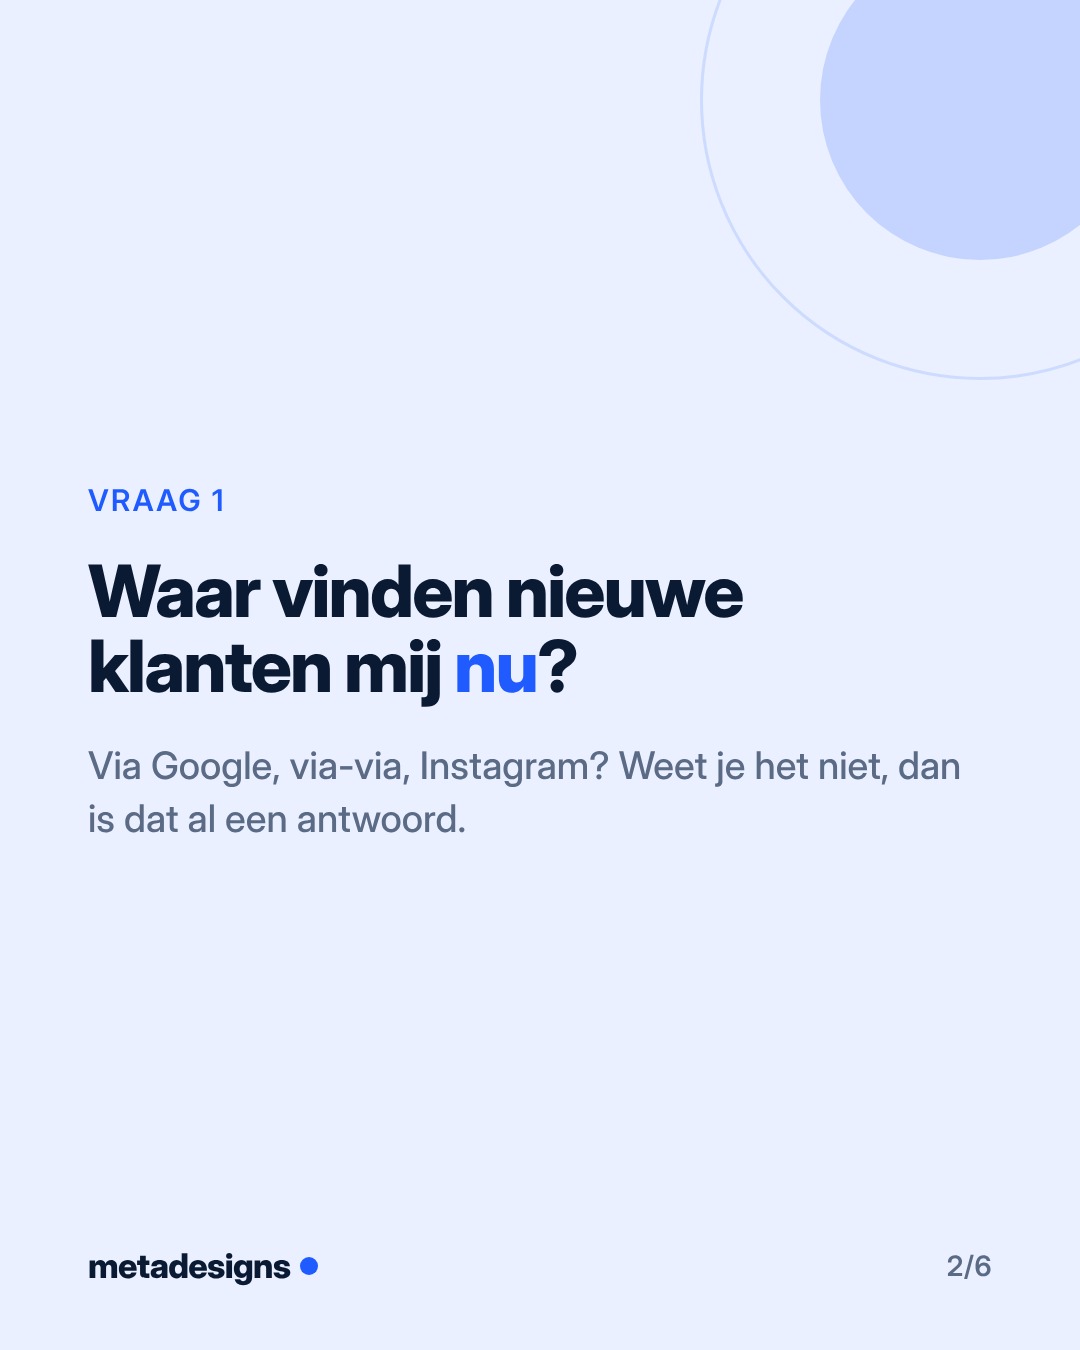 VRAAG 1
Waar vinden nieuwe
klanten mij nu?
Via Google, via-via, Instagram? Weet je het niet, dan
is dat al een antwoord.
metadesigns
2/6